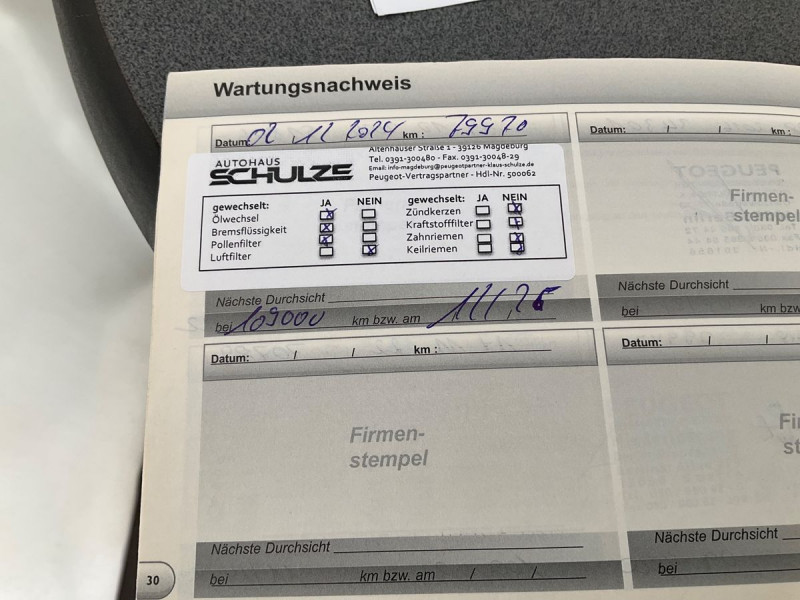 Wartungsnachweis
Datum: 02 12 2024 km : 79970
Altenhäuser Straße 1 - 39126 Magdeburg
Tel. 0391-300480 - Fax. 0391-30048-29
Email: info-magdeburg@peugeotpartner-klaus-schulze.de
Peugeot-Vertragspartner - Hdl-Nr. 500062
AUTOHAUS
SCHULZE
gewechselt: JA NEIN
Ölwechsel
Bremsflüssigkeit
Pollenfilter
Luftfilter
gewechselt: JA NEIN
Zündkerzen
Kraftstofffilter
Zahnriemen
Keilriemen
Nächste Durchsicht
bei 109000 km bzw. am
Datum: / / km :
Firmen-
stempel
Nächste Durchsicht
bei km bzw. am / /
30
Datum: / / km:
PEUGEOT
Firmen-
stempel
Nächste Durchsicht
bei km bzw
Datum: / /
Nächste Durchsicht
bei